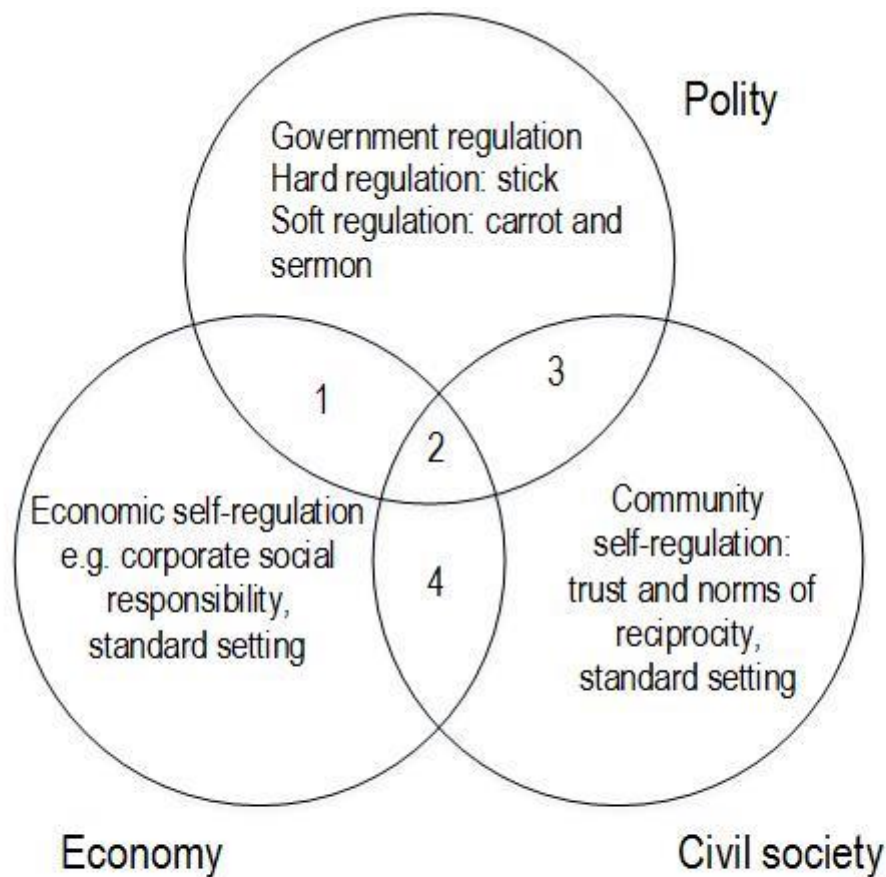 Polity
Government regulation
Hard regulation: stick
Soft regulation: carrot and
sermon
1
3
2
Economic self-regulation
e.g. corporate social
responsibility,
standard setting
4
Community
self-regulation:
trust and norms of
reciprocity,
standard setting
Economy
Civil society